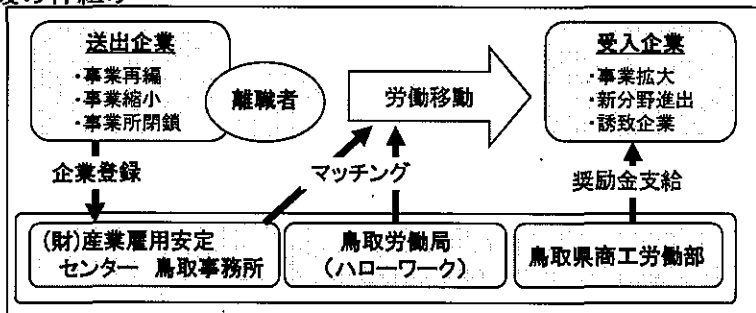 送出企業
・事業再編
・事業縮小
・事業所閉鎖
離職者
労働移動
受入企業
・事業拡大
・新分野進出
・誘致企業
企業登録
マッチング
奨励金支給
(財)産業雇用安定
センター 鳥取事務所
鳥取労働局
(ハローワーク)
鳥取県商工労働部